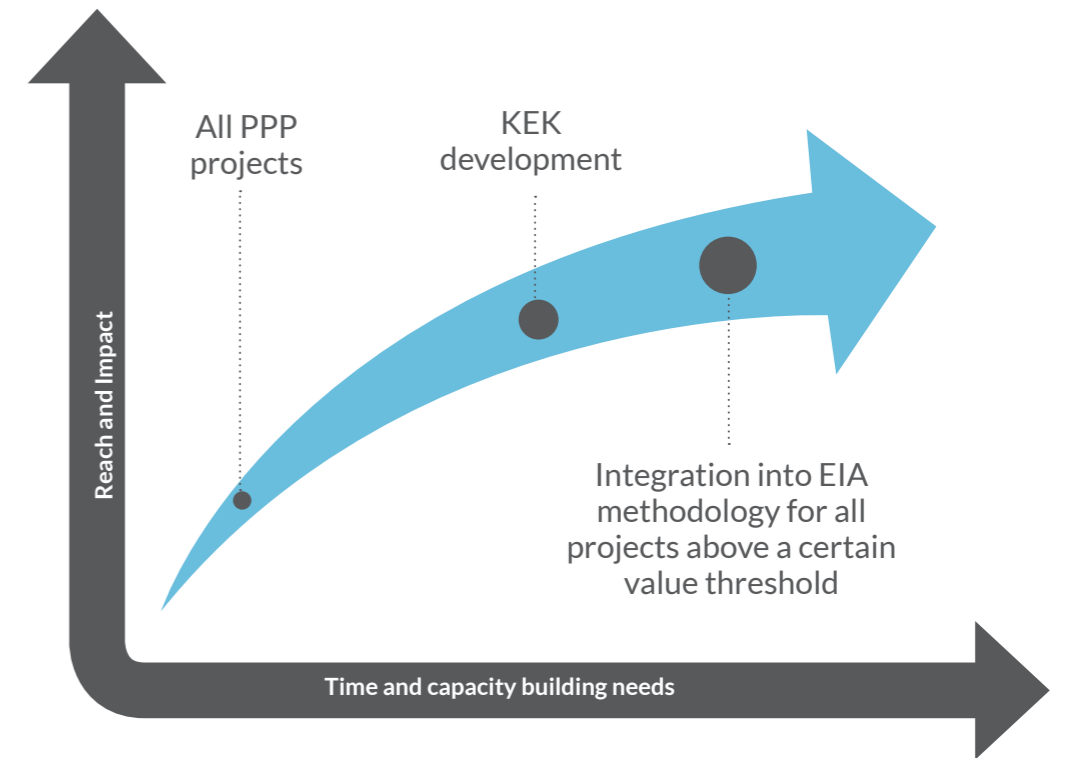 All PPP
projects
KEK
development
Reach and Impact
Integration into EIA
methodology for all
projects above a certain
value threshold
Time and capacity building needs